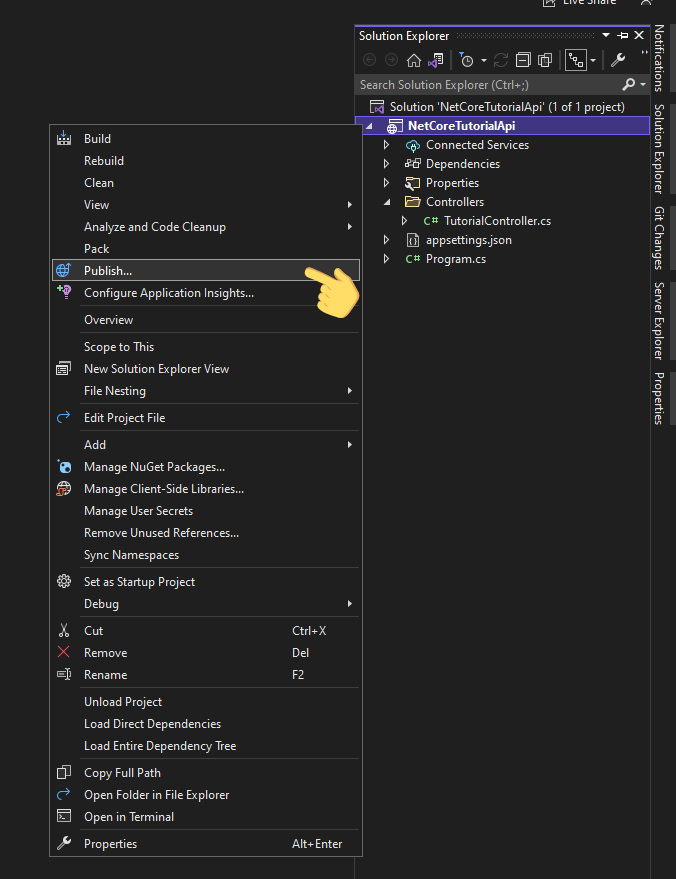 Live Share
Solution Explorer
Search Solution Explorer (Ctrl+;)
Solution 'NetCoreTutorialApi' (1 of 1 project)
NetCoreTutorialApi
Connected Services
Dependencies
Properties
Controllers
C# TutorialController.cs
appsettings.json
C# Program.cs
Build
Rebuild
Clean
View
Analyze and Code Cleanup
Pack
Publish...
Configure Application Insights...
Overview
Scope to This
New Solution Explorer View
File Nesting
Edit Project File
Add
Manage NuGet Packages...
Manage Client-Side Libraries...
Manage User Secrets
Remove Unused References...
Sync Namespaces
Set as Startup Project
Debug
Cut Ctrl+X
Remove Del
Rename F2
Unload Project
Load Direct Dependencies
Load Entire Dependency Tree
Copy Full Path
Open Folder in File Explorer
Open in Terminal
Properties Alt+Enter
Notifications
Solution Explorer
Git Changes
Server Explorer
Properties